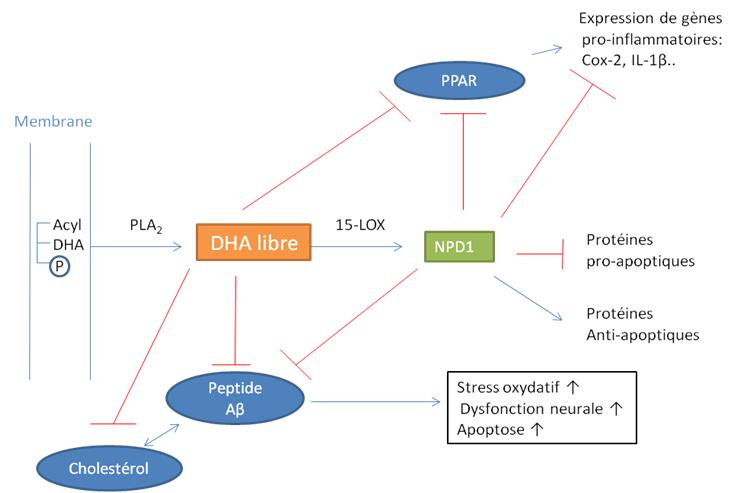 Expression de gènes
pro-inflammatoires:
Cox-2, IL-1β..
PPAR
Membrane
Acyl
DHA
P
PLA₂
DHA libre
15-LOX
NPD1
Protéines
pro-apoptiques
Protéines
Anti-apoptiques
Peptide
Aβ
Stress oxydatif ↑
Dysfonction neurale ↑
Apoptose ↑
Cholestérol